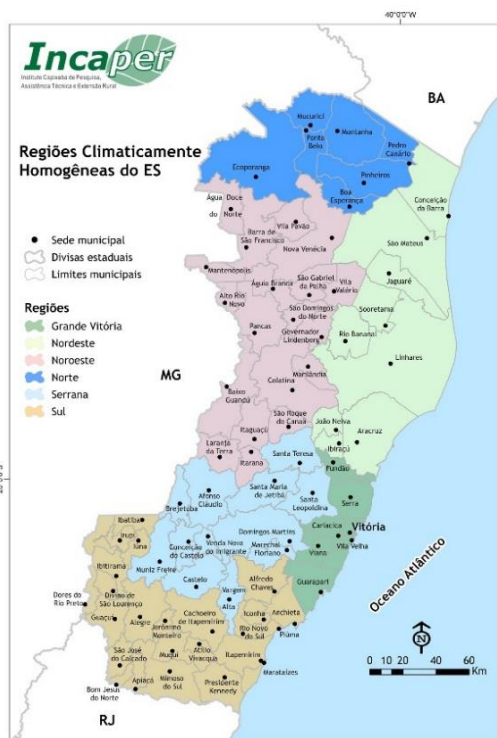 40°0'0"W
Incaper
Instituto Capixaba de Pesquisa,
Assistência Técnica e Extensão Rural
BA
Regiões Climaticamente
Homogêneas do ES
Sede municipal
Divisas estaduais
Limites municipais
Regiões
Grande Vitória
Nordeste
Noroeste
Norte
Serrana
Sul
MG
RJ
Mucurici
Ponto
Belo
Montanha
Pedro
Canário
Ecoporanga
Pinheiros
Boa
Esperança
Conceição
da Barra
Água Doce
do Norte
Vila Pavão
Barra de
São Francisco
Nova Venécia
São Mateus
Mantenópolis
Água Branca
São Gabriel
da Palha
Vila
Valério
Jaguaré
Alto Rio
Novo
São Domingos
do Norte
Sooretama
Pancas
Governador
Lindenberg
Rio Bananal
Linhares
Marilândia
Colatina
Baixo
Guandú
São Roque
do Canaã
João Neiva
Aracruz
Itaguaçu
Ibiraçu
Laranja
da Terra
Itarana
Santa Teresa
Fundão
Santa Maria
de Jetibá
Afonso
Cláudio
Brejetuba
Santa
Leopoldina
Serra
Cariacica
Vitória
Ibatiba
Domingos Martins
Vila Velha
Irupi
Iúna
Conceição
do Castelo
Venda Nova
do Imigrante
Marechal
Floriano
Viana
Muniz Freire
Ibitirama
Castelo
Alfredo
Chaves
Guarapari
Dores do
Rio Preto
Divino de
São Lourenço
Vargem
Alta
Guaçuí
Alegre
Cachoeiro
de Itapemirim
Iconha
Anchieta
Jerônimo
Monteiro
Rio Novo
do Sul
Piúma
São José
do Calçado
Muqui
Atílio
Vivacqua
Itapemirim
Marataízes
Bom Jesus
do Norte
Apiacá
Mimoso
do Sul
Presidente
Kennedy
Oceano Atlântico
N
0 10 20 40 60
Km